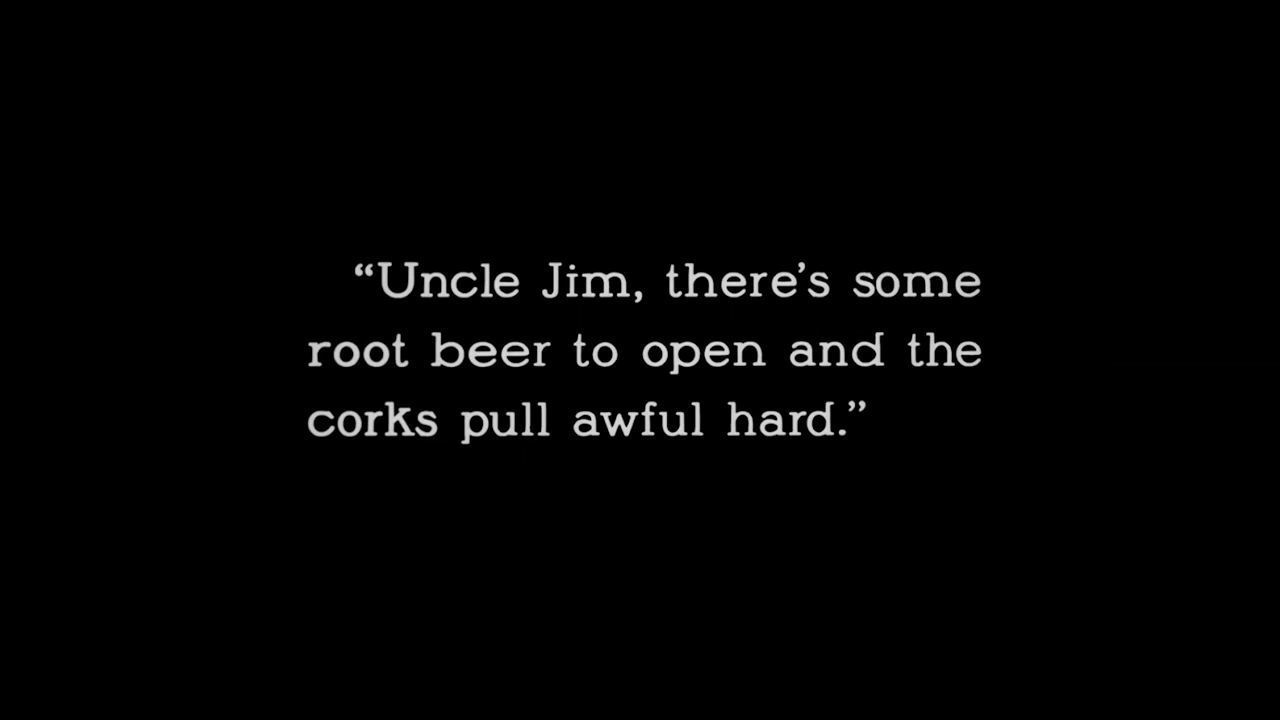 “Uncle Jim, there’s some
root beer to open and the
corks pull awful hard.”